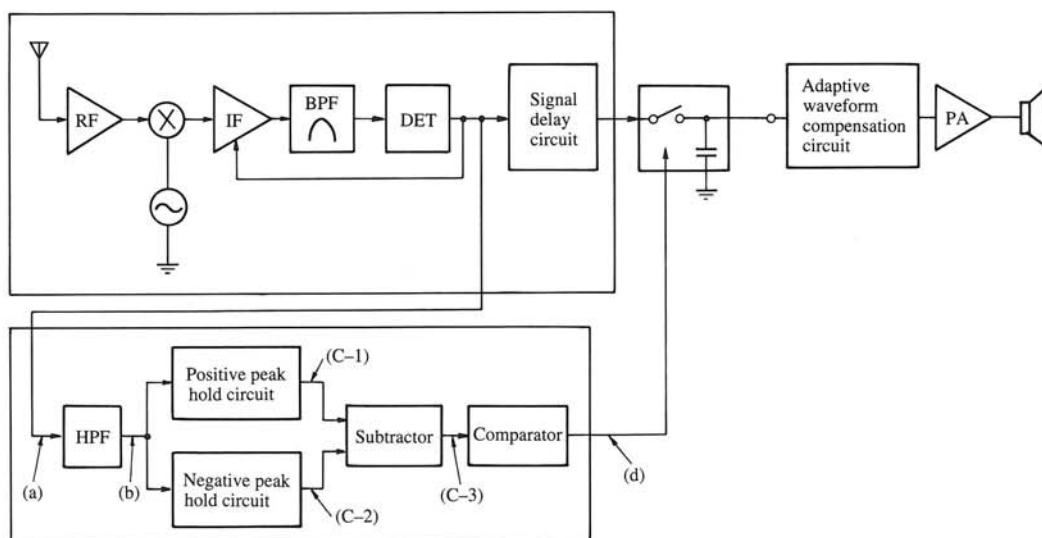 RF
IF
BPF
DET
Signal
delay
circuit
Adaptive
waveform
compensation
circuit
PA
(C–1)
Positive peak
hold circuit
HPF
Subtractor
Comparator
(a)
(b)
Negative peak
hold circuit
(C–2)
(C–3)
(d)